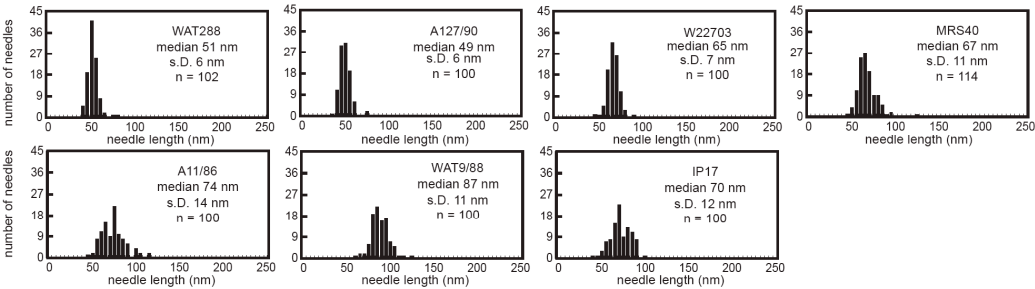 number of needles
45
36
27
18
9
0
WAT288
median 51 nm
s.D. 6 nm
n = 102
50 100 150 200 250
needle length (nm)
45
36
27
18
9
0
A127/90
median 49 nm
s.D. 6 nm
n = 100
50 100 150 200 250
needle length (nm)
45
36
27
18
9
0
W22703
median 65 nm
s.D. 7 nm
n = 100
50 100 150 200 250
needle length (nm)
45
36
27
18
9
0
MRS40
median 67 nm
s.D. 11 nm
n = 114
50 100 150 200 250
needle length (nm)
number of needles
45
36
27
18
9
0
A11/86
median 74 nm
s.D. 14 nm
n = 100
50 100 150 200 250
needle length (nm)
45
36
27
18
9
0
WAT9/88
median 87 nm
s.D. 11 nm
n = 100
50 100 150 200 250
needle length (nm)
45
36
27
18
9
0
IP17
median 70 nm
s.D. 12 nm
n = 100
50 100 150 200 250
needle length (nm)